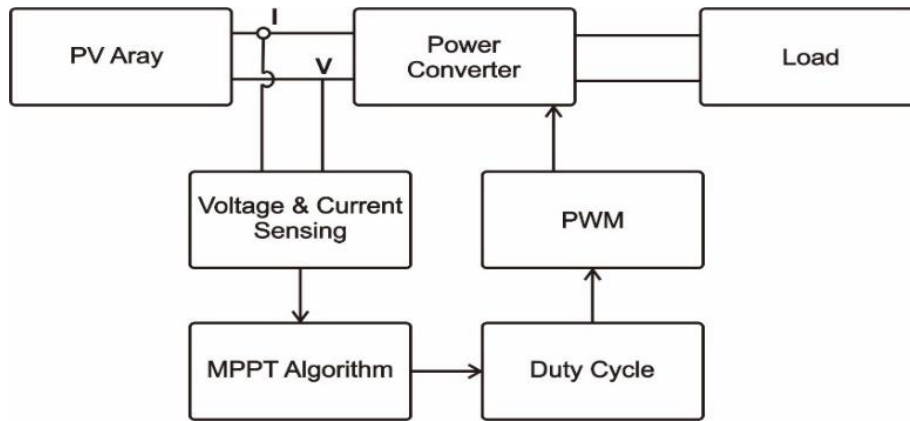 I
PV Aray
V
Power
Converter
Load
Voltage & Current
Sensing
PWM
MPPT Algorithm
Duty Cycle